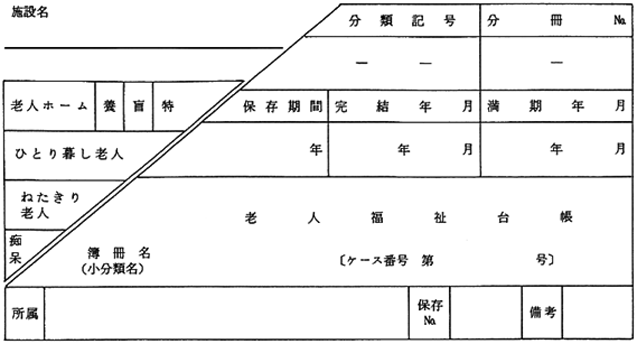 施設名
分類記号 分冊 №
— — —
老人ホーム 養 盲 特
保存期間 完結年月 満期年月
ひとり暮し老人
年 年月 年月
ねたきり
老人
老人福祉台帳
痴
呆
簿冊名
(小分類名)
〔ケース番号 第 号〕
所属 保存
№ 備考